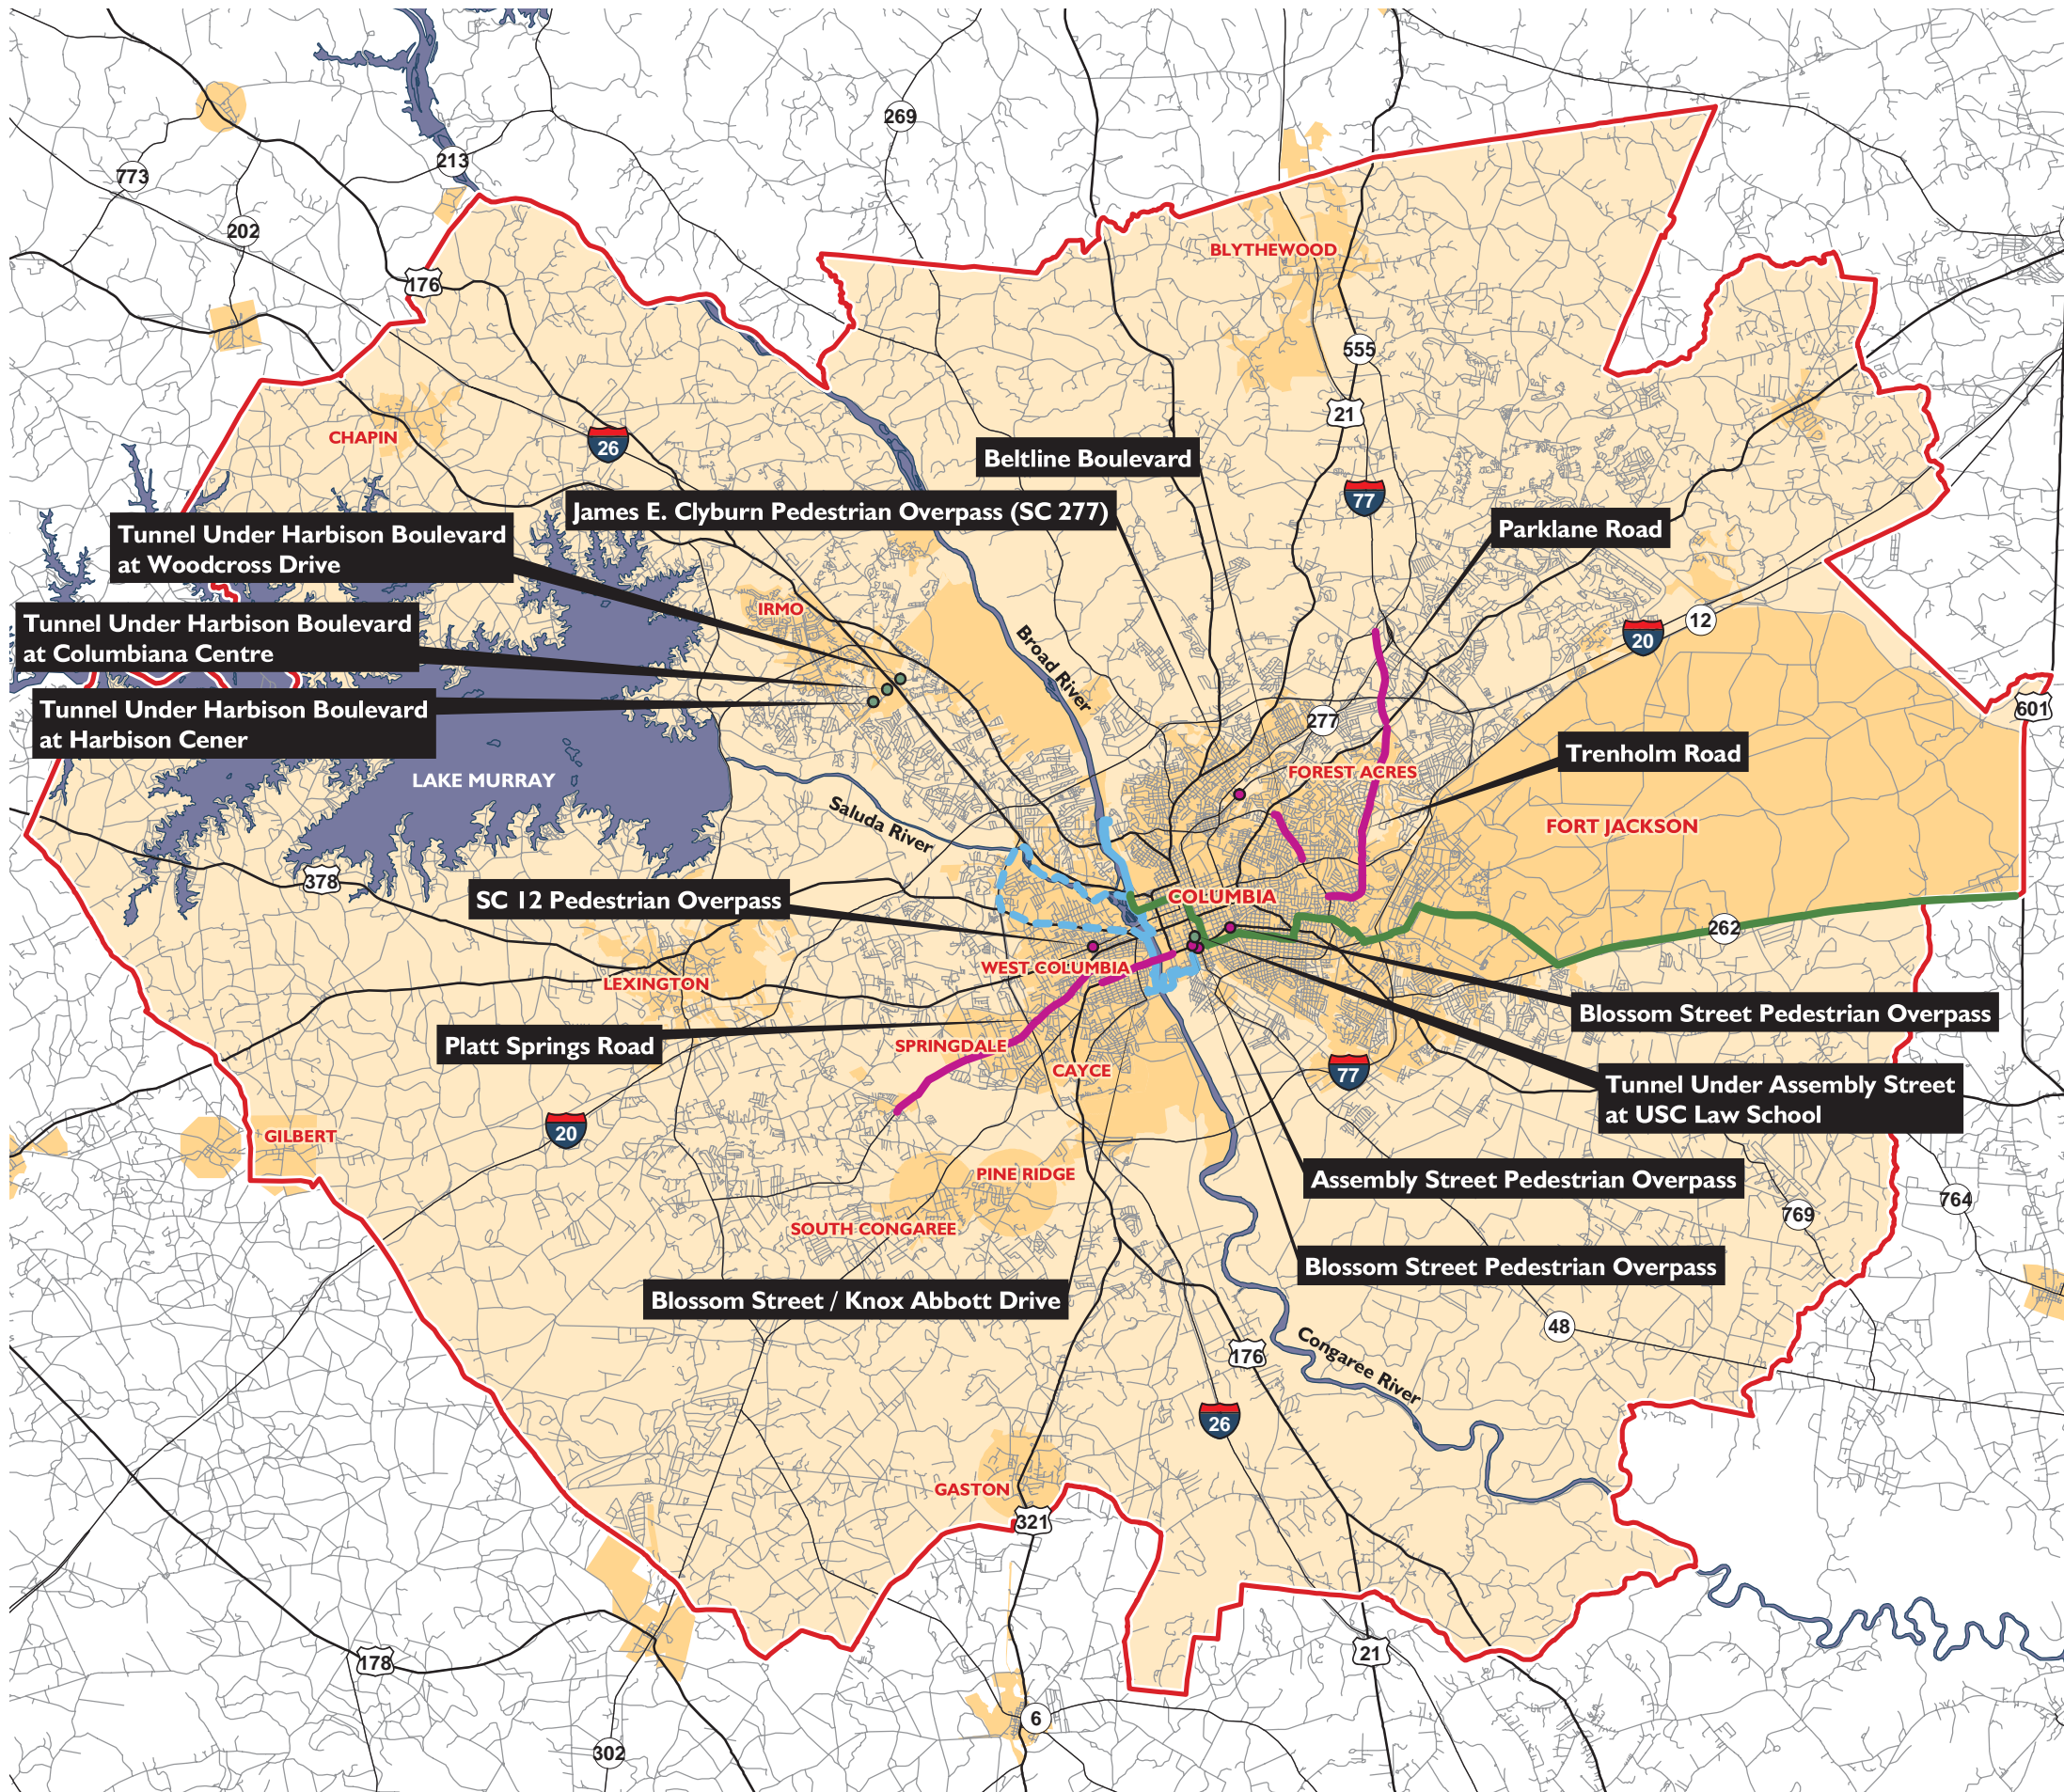 269
213
773
202
BLYTHEWOOD
176
555
21
CHAPIN
26
Beltline Boulevard
77
James E. Clyburn Pedestrian Overpass (SC 277)
Parklane Road
Tunnel Under Harbison Boulevard
at Woodcross Drive
IRMO
12
20
Tunnel Under Harbison Boulevard
at Columbiana Centre
Broad River
601
Tunnel Under Harbison Boulevard
at Harbison Cener
277
Trenholm Road
FOREST ACRES
LAKE MURRAY
Saluda River
FORT JACKSON
378
SC 12 Pedestrian Overpass
COLUMBIA
262
WEST COLUMBIA
LEXINGTON
Blossom Street Pedestrian Overpass
Platt Springs Road
SPRINGDALE
CAYCE
77
Tunnel Under Assembly Street
at USC Law School
20
GILBERT
PINE RIDGE
Assembly Street Pedestrian Overpass
764
769
SOUTH CONGAREE
Blossom Street Pedestrian Overpass
Blossom Street / Knox Abbott Drive
48
176
Congaree River
26
GASTON
321
21
178
6
302